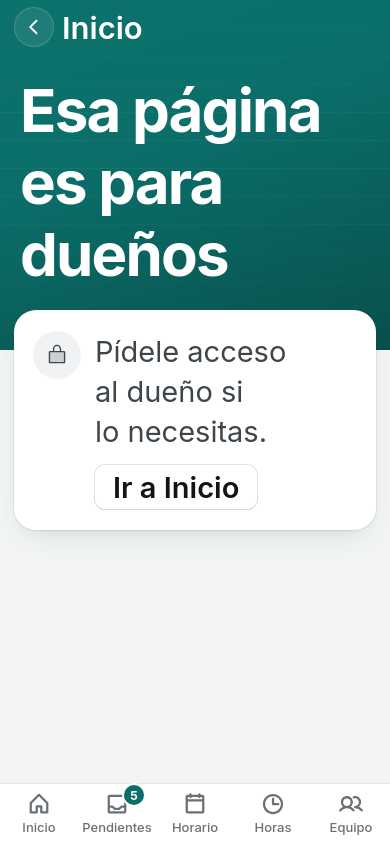 Inicio
Esa página
es para
dueños
Pídele acceso
al dueño si
lo necesitas.
Ir a Inicio
5
Inicio
Pendientes
Horario
Horas
Equipo